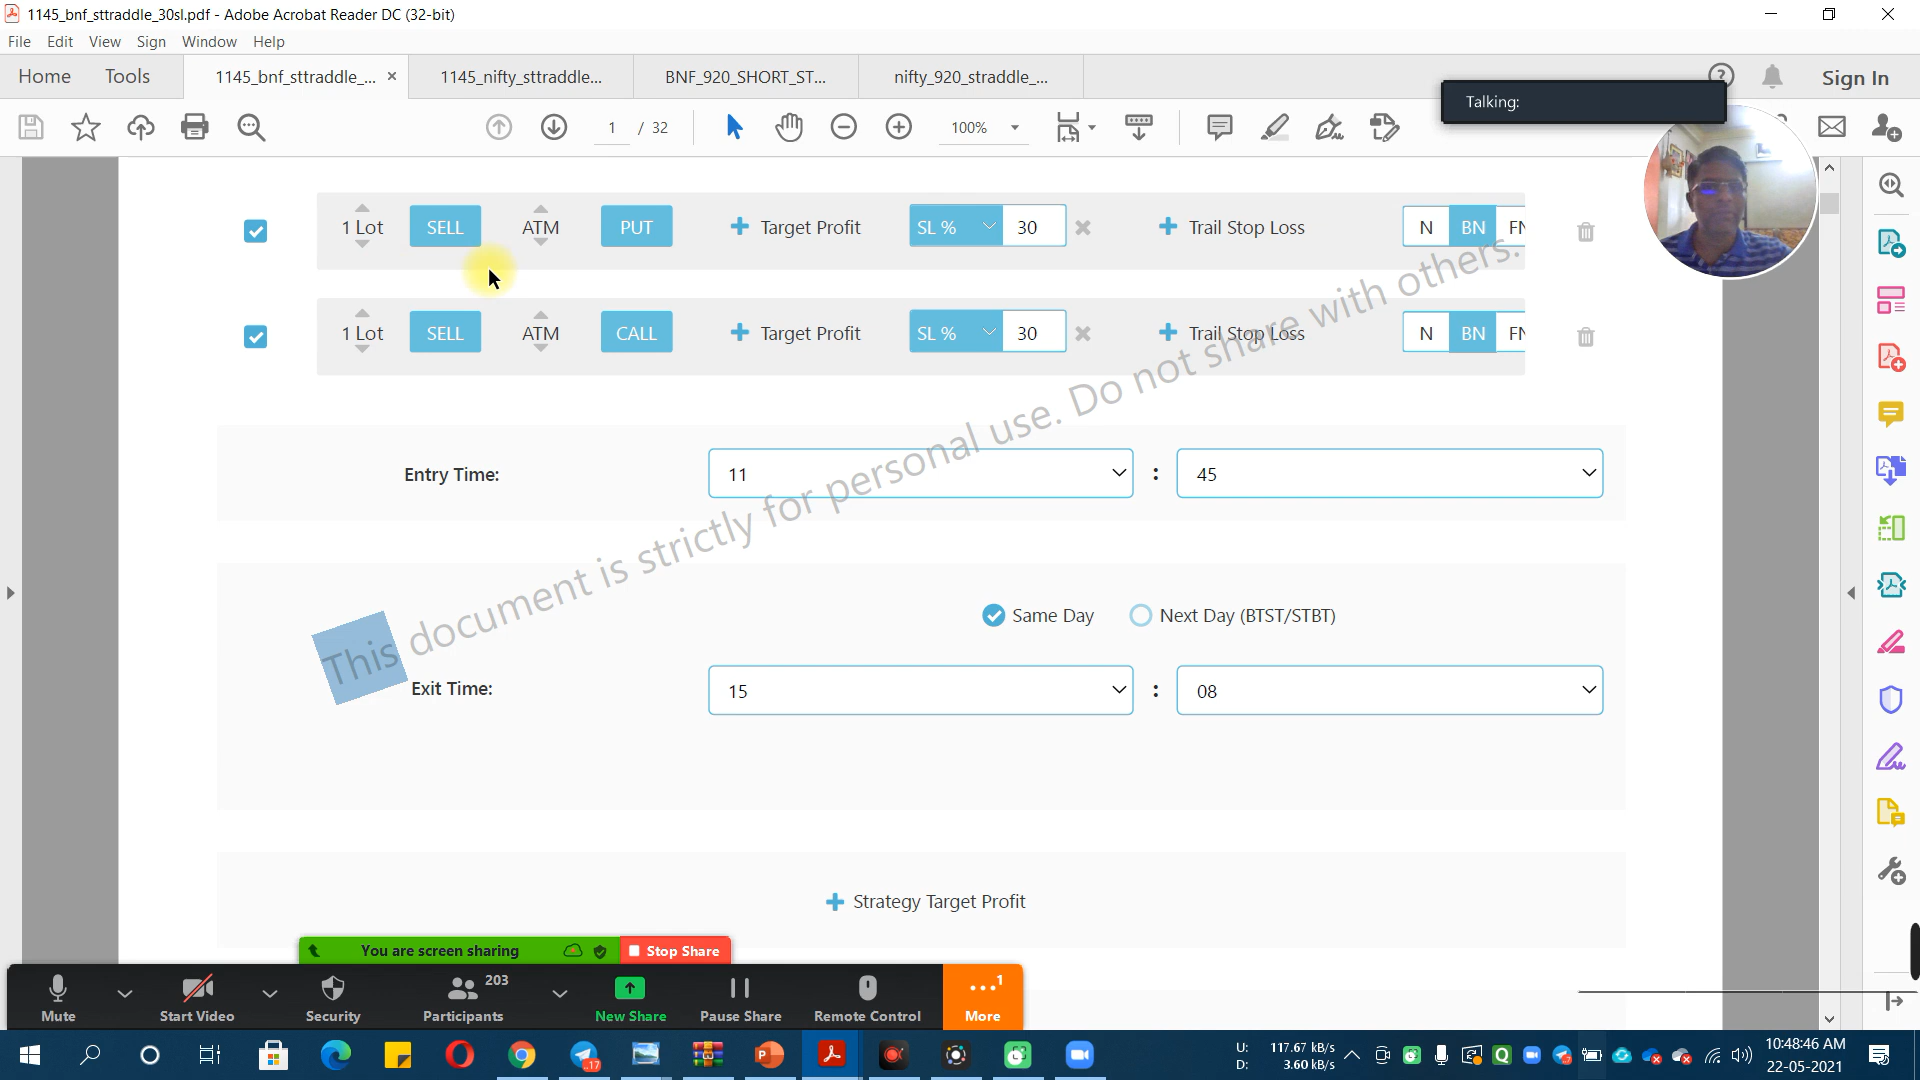 1145_bnf_sttraddle_30sl.pdf - Adobe Acrobat Reader DC (32-bit)
File Edit View Sign Window Help
Home Tools 1145_bnf_sttraddle_... × 1145_nifty_sttraddle... BNF_920_SHORT_ST... nifty_920_straddle_... ? Sign In
Talking:
1 / 32 100%
1 Lot SELL ATM PUT + Target Profit SL % 30 Trail Stop Loss N BN FN
1 Lot SELL ATM CALL + Target Profit SL % 30 Trail Stop Loss N BN FN
This document is strictly for personal use. Do not share with others.
Entry Time: 11 : 45
Same Day Next Day (BTST/STBT)
Exit Time: 15 : 08
+ Strategy Target Profit
You are screen sharing Stop Share
203 1
Mute Start Video Security Participants New Share Pause Share Remote Control More
17
U: 117.67 kB/s
D: 3.60 kB/s
10:48:46 AM
22-05-2021